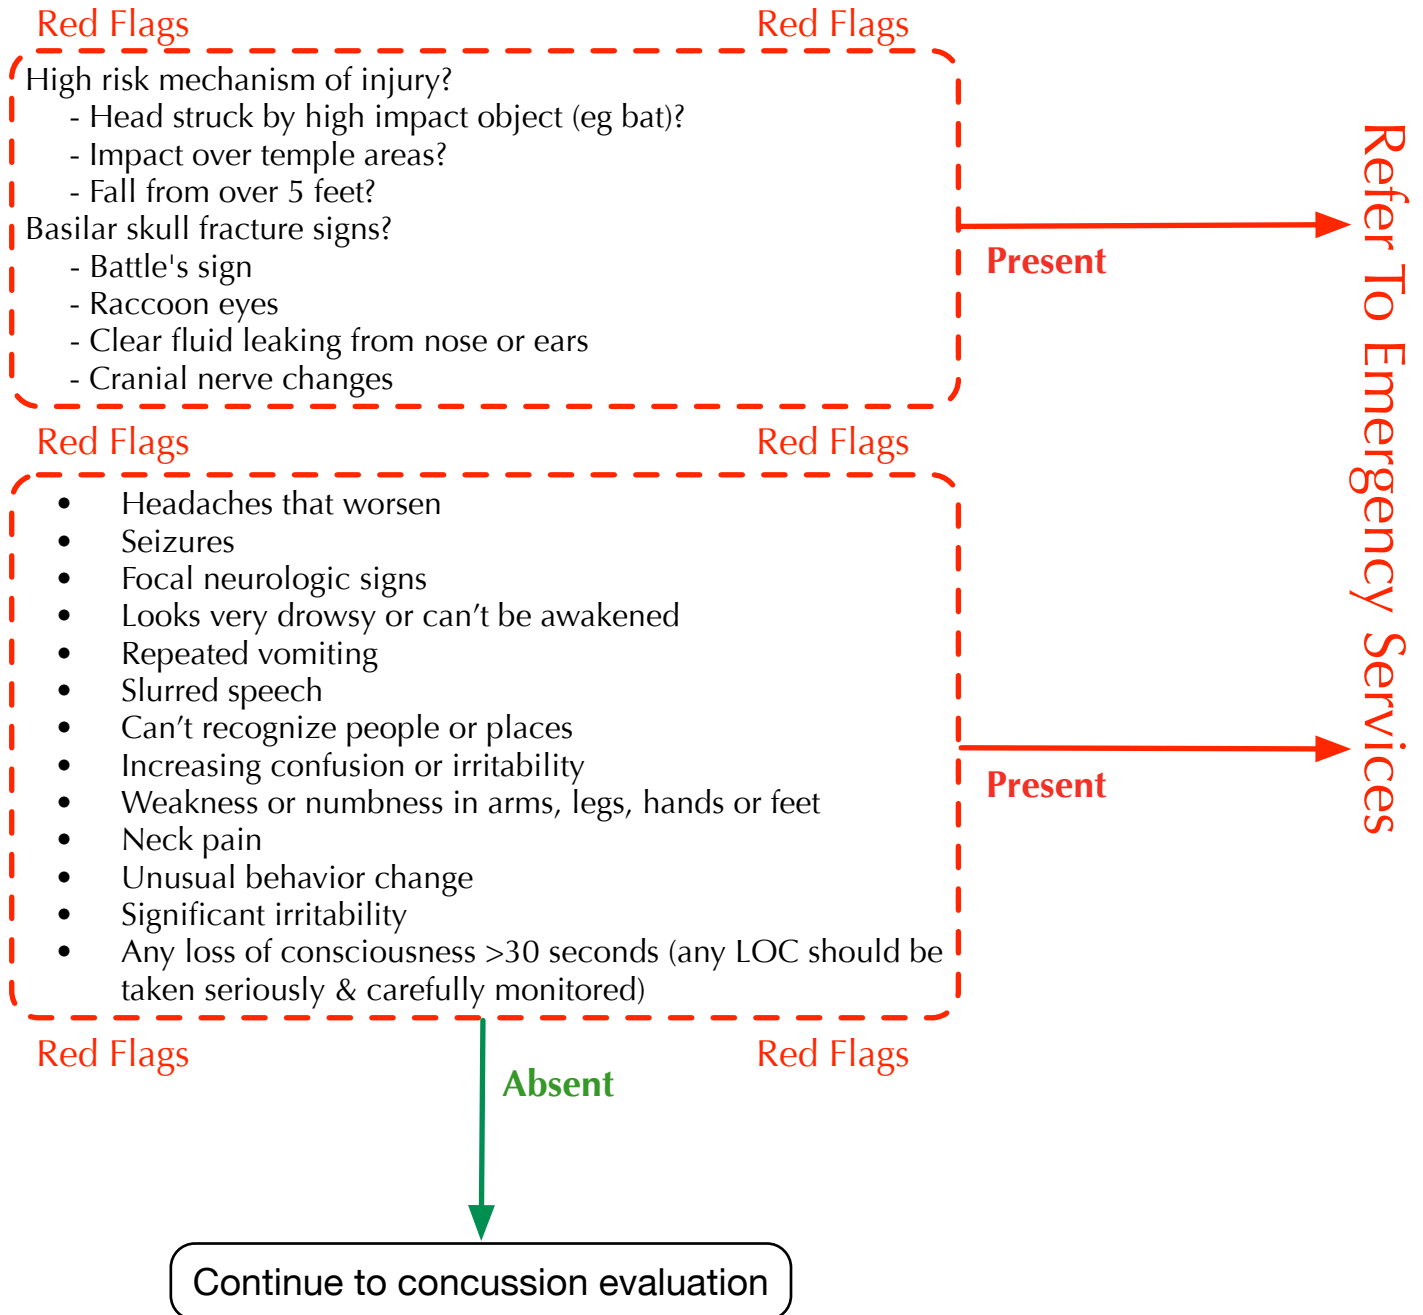 Red Flags Red Flags
High risk mechanism of injury?
- Head struck by high impact object (eg bat)?
- Impact over temple areas?
- Fall from over 5 feet?
Basilar skull fracture signs?
- Battle's sign
- Raccoon eyes
- Clear fluid leaking from nose or ears
- Cranial nerve changes
Present
Red Flags Red Flags
• Headaches that worsen
• Seizures
• Focal neurologic signs
• Looks very drowsy or can’t be awakened
• Repeated vomiting
• Slurred speech
• Can’t recognize people or places
• Increasing confusion or irritability
• Weakness or numbness in arms, legs, hands or feet
• Neck pain
• Unusual behavior change
• Significant irritability
• Any loss of consciousness >30 seconds (any LOC should be
taken seriously & carefully monitored)
Present
Refer To Emergency Services
Red Flags Red Flags
Absent
Continue to concussion evaluation